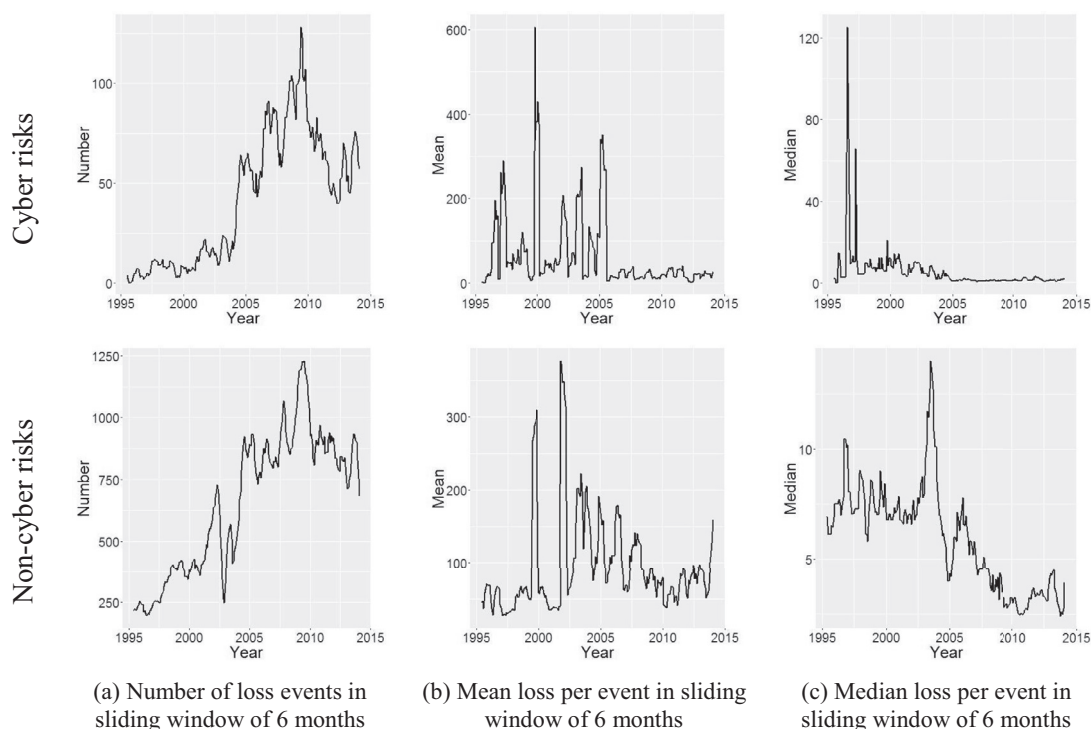 Cyber risks
Number
100
50
0
1995
2000
2005
2010
2015
Year
Mean
600
400
200
0
1995
2000
2005
2010
2015
Year
Median
120
80
40
0
1995
2000
2005
2010
2015
Year
Non-cyber risks
Number
1250
1000
750
500
250
1995
2000
2005
2010
2015
Year
Mean
300
200
100
1995
2000
2005
2010
2015
Year
Median
10
5
1995
2000
2005
2010
2015
Year
(a) Number of loss events in
sliding window of 6 months
(b) Mean loss per event in sliding
window of 6 months
(c) Median loss per event in
sliding window of 6 months